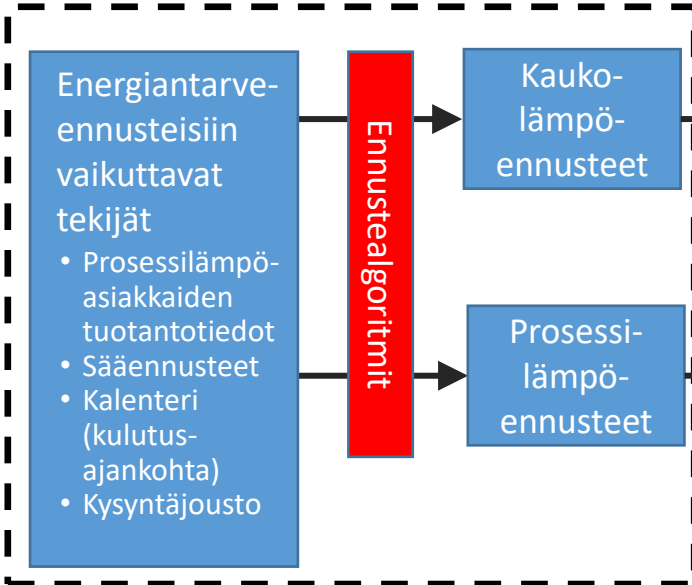 Energiantarve-
ennusteisiin
vaikuttavat
tekijät
• Prosessilämpö-
asiakkaiden
tuotantotiedot
• Sääennusteet
• Kalenteri
(kulutus-
ajankohta)
• Kysyntäjousto
Ennustealgoritmit
Kauko-
lämpö-
ennusteet
Prosessi-
lämpö-
ennusteet